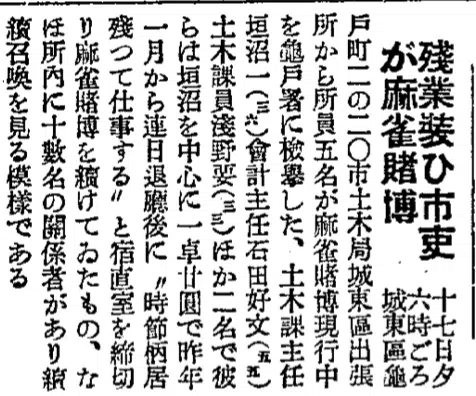 殘業裝ひ市吏
が麻雀賭博
十七日夕
六時ごろ
城東區龜
戸町二の二〇市土木局城東區出張
所から所員五名が麻雀賭博現行中
を龜戸署に檢擧した、土木課主任
垣沼一(三六)會計主任石田好文(五五)
土木課員淺野要(三三)ほか二名で彼
らは垣沼を中心に一卓廿圓で昨年
一月から連日退廳後に〃時節柄居
殘つて仕事する〃と宿直室を締切
り麻雀賭博を續けてゐたもの、な
ほ所內に十數名の關係者があり續
續召喚を見る模樣である